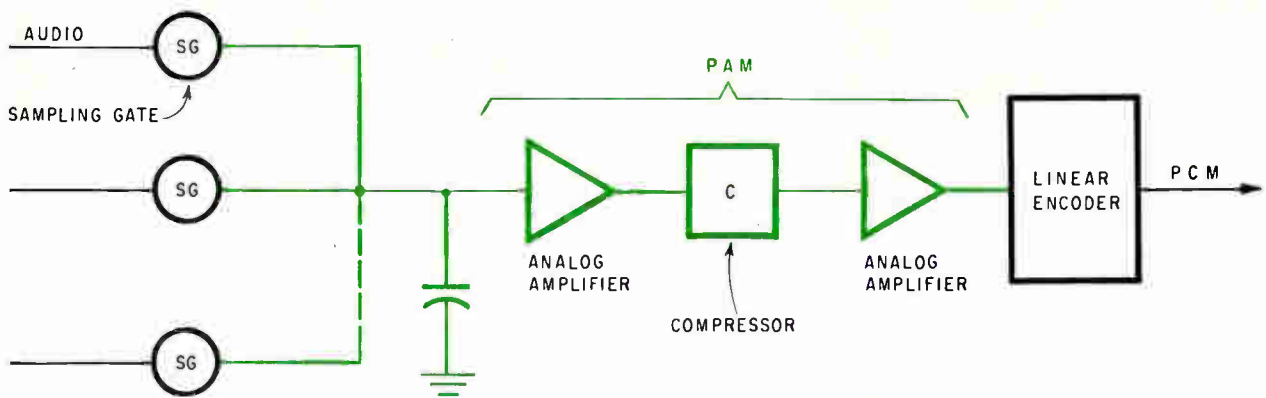 AUDIO
SG
SAMPLING GATE
SG
SG
PAM
ANALOG
AMPLIFIER
C
COMPRESSOR
ANALOG
AMPLIFIER
LINEAR
ENCODER
PCM